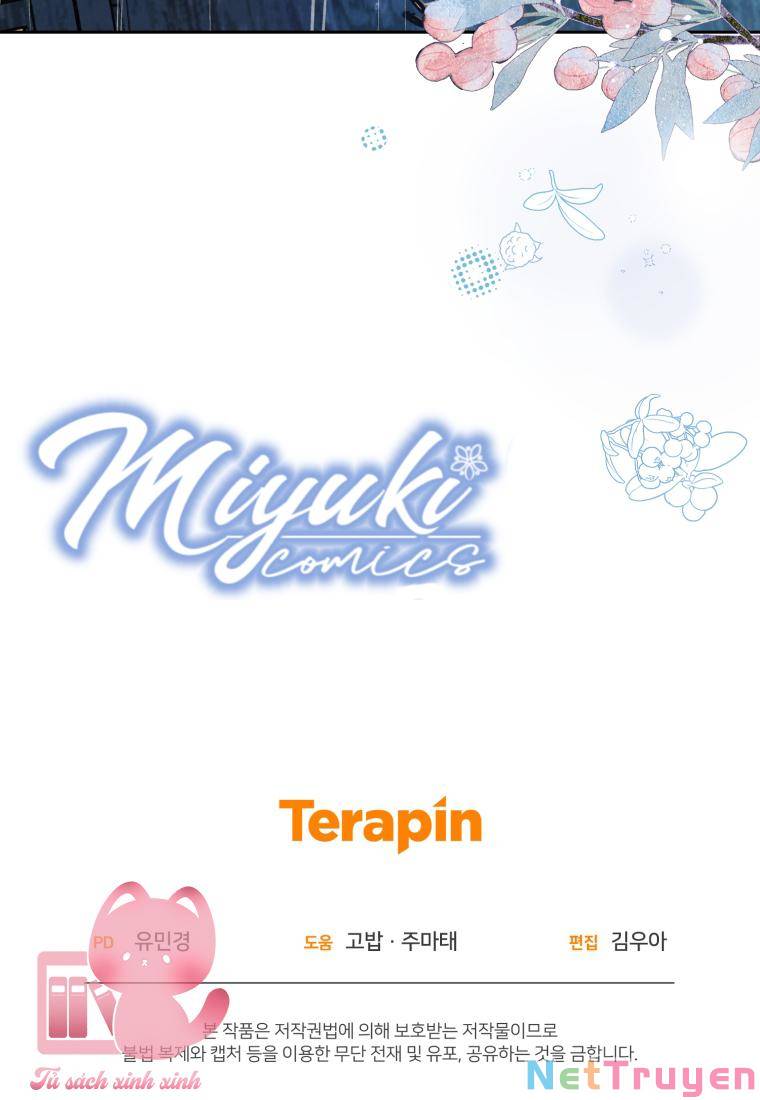 Miyuki
comics
Terapin
PD 유민경 도움 고밥 · 주마태 편집 김우아
본 작품은 저작권법에 의해 보호받는 저작물이므로
불법 복제와 캡처 등을 이용한 무단 전재 및 유포, 공유하는 것을 금합니다.
Tủ sách xinh xinh
NetTruyen